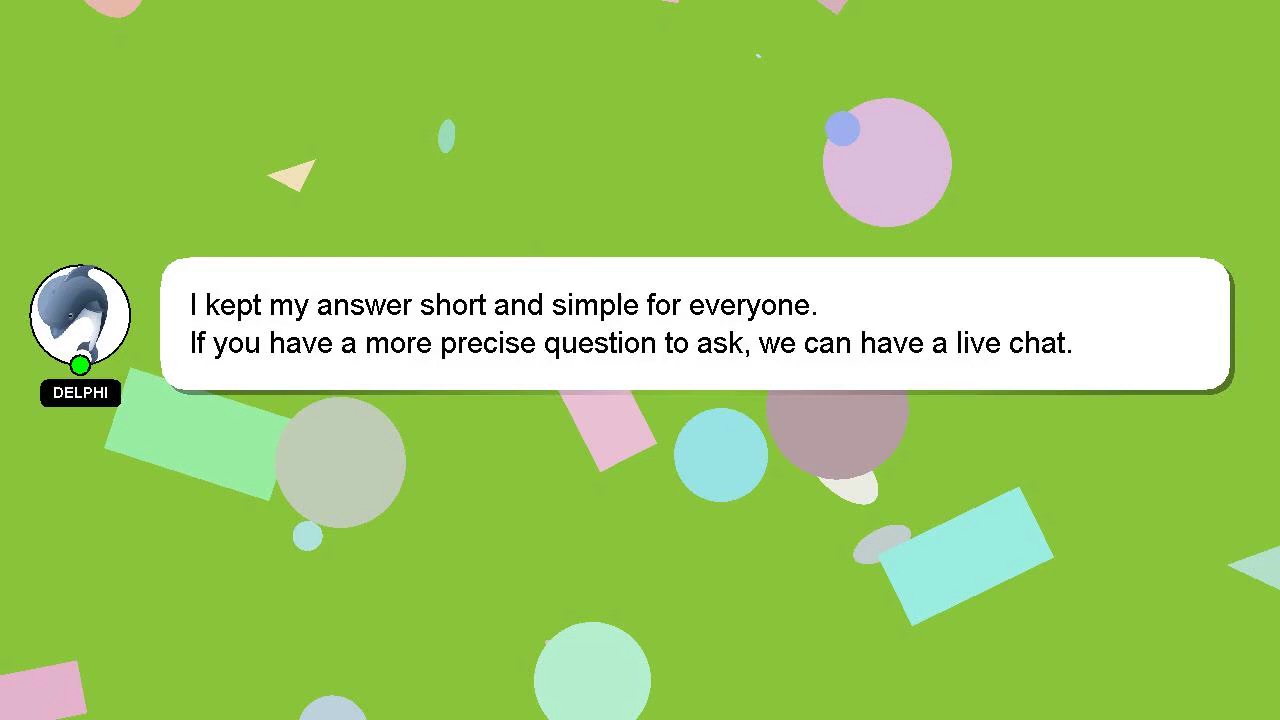 I kept my answer short and simple for everyone.
If you have a more precise question to ask, we can have a live chat.
DELPHI